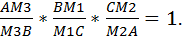 AM3/M3B * BM1/M1C * CM2/M2A = 1.